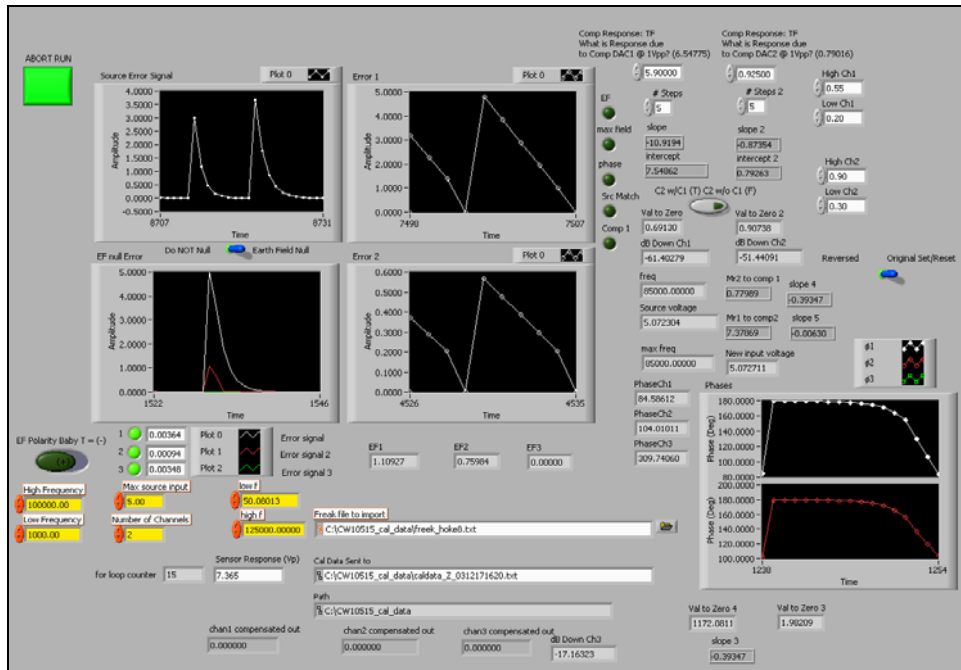 ABORT RUN
Source Error Signal
Plot 0
Amplitude
4.0000
3.5000
3.0000
2.5000
2.0000
1.5000
1.0000
0.5000
0.0000
-0.5000
8707
8731
Time
Error 1
Plot 0
Amplitude
5.0000
4.0000
3.0000
2.0000
1.0000
0.0000
7490
7507
Time
Do NOT Null
Earth Field Null
EF null Error
Amplitude
5.0000
4.0000
3.0000
2.0000
1.0000
0.0000
1522
1546
Time
Error 2
Plot 0
Amplitude
0.6000
0.5000
0.4000
0.3000
0.2000
0.1000
0.0000
4526
4535
Time
Comp Response: TF
What is Response due
to Comp DAC1 @ 1Vpp? (6.54775)
5.90000
# Steps
5
Comp Response: TF
What is Response due
to Comp DAC2 @ 1Vpp? (0.79016)
0.92500
# Steps 2
5
High Ch1
0.55
Low Ch1
0.20
EF
max field
phase
Src Match
Comp 1
slope
-10.9194
intercept
7.54862
slope 2
-0.87354
intercept 2
0.79263
High Ch2
0.90
Low Ch2
0.30
C2 w/C1 (T) C2 w/o C1 (F)
Val to Zero
0.69130
Val to Zero 2
0.90738
dB Down Ch1
-61.40279
dB Down Ch2
-51.44091
Reversed
Original Set/Reset
freq
85000.00000
Mr2 to comp 1
0.77989
slope 4
-0.39347
Source voltage
5.072304
Mr1 to comp2
7.37869
slope 5
-0.00630
max freq
85000.00000
New input voltage
5.072711
ϕ1
ϕ2
ϕ3
PhaseCh1
84.58612
PhaseCh2
104.01011
PhaseCh3
309.74060
Phases
Phase (Deg)
180.0000
160.0000
140.0000
120.0000
100.0000
80.0000
Phase (Deg)
200.0000
180.0000
160.0000
140.0000
120.0000
100.0000
1238
1254
Time
EF Polarity Baby T = (-)
(+)
1 0.00364
2 0.00094
3 0.00348
Plot 0
Plot 1
Plot 2
Error signal
Error signal 2
Error signal 3
EF1
1.10927
EF2
0.75984
EF3
0.00000
High Frequency
100000.00
Max source input
5.00
low f
50.08013
Low Frequency
1000.00
Number of Channels
2
high f
125000.00000
Freak file to import
C:\CW10515_cal_data\freek_hoke8.txt
for loop counter 15
Sensor Response (Vp)
7.365
Cal Data Sent to
C:\CW10515_cal_data\caldata_Z_0312171620.txt
Path
C:\CW10515_cal_data
chan1 compensated out
0.000000
chan2 compensated out
0.000000
chan3 compensated out
0.000000
dB Down Ch3
-17.16323
Val to Zero 4
1172.0811
Val to Zero 3
1.98209
slope 3
-0.39347